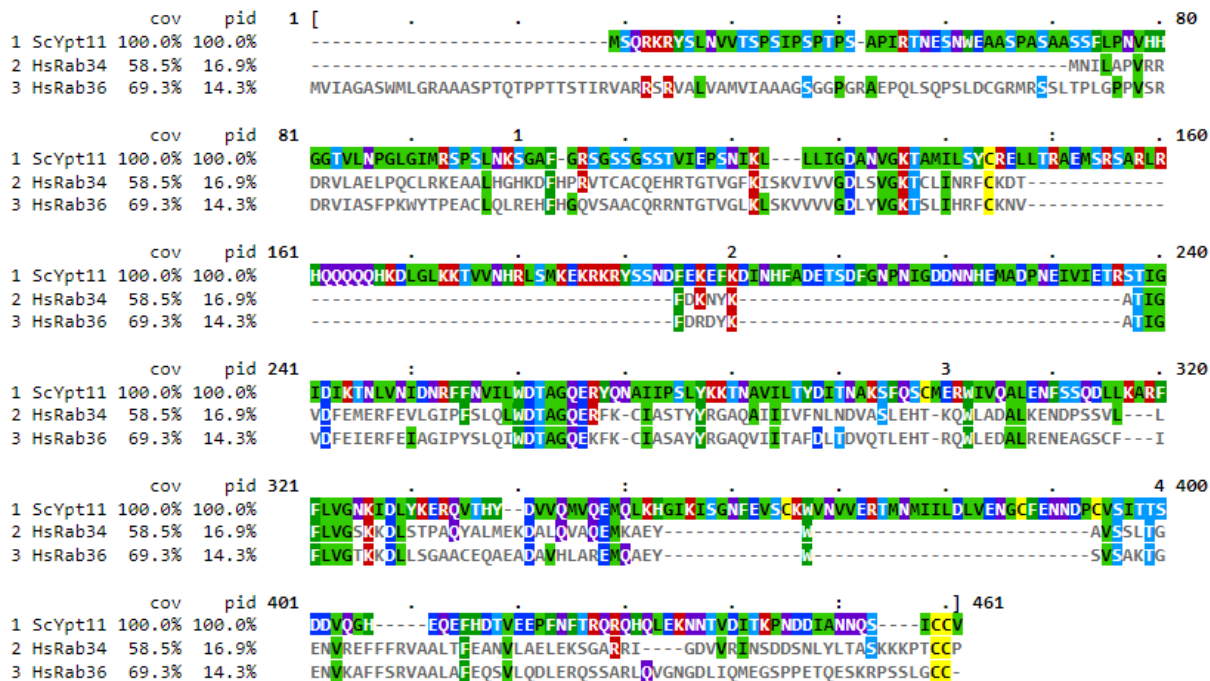 cov pid 1 [ . . . : . . . 80
1 ScYpt11 100.0% 100.0% ----------------------------MSQRKRYSLNVVTSPSIPSPTPS-APIRTNESNWEAASPASAASSFLPNVHH
2 HsRab34 58.5% 16.9% -----------------------------------------------------------------------MNILAPVRR
3 HsRab36 69.3% 14.3% MVIAGASWMLGRAAASPTQTPPTTSTIRVARRSRVALVAMVIAAAGSGGPGRAEPQLSQPSLDCGRMRSSLTPLGPPVSR
cov pid 81 . 1 . . . . : . 160
1 ScYpt11 100.0% 100.0% GGTVLNPGLGIMRSPSLNKSGAF-GRSGSSGSSTVIEPSNIKL---LLIGDANVGKTAMILSYCRELLTRAEMSRSARLR
2 HsRab34 58.5% 16.9% DRVLAELPQCLRKEAALHGHKDFHPRVTCACQEHRTGTVGFKISKVIVVGDLSVGKTCLINRFCKDT-------------
3 HsRab36 69.3% 14.3% DRVIASFPKWYTPEACLQLREHFHGQVSAACQRRNTGTVGLKLSKVVVVGDLYVGKTSLIHRFCKNV-------------
cov pid 161 . . . 2 . . . . 240
1 ScYpt11 100.0% 100.0% HQQQQQHKDLGLKKTVVNHRLSMKEKRKRYSSNDFEKEFKDINHFADETSDFGNPNIGDDNNHEMADPNEIVIETRSTIG
2 HsRab34 58.5% 16.9% ----------------------------------FDKNYK------------------------------------ATIG
3 HsRab36 69.3% 14.3% ----------------------------------FDRDYK------------------------------------ATIG
cov pid 241 : . . . . 3 . . 320
1 ScYpt11 100.0% 100.0% IDIKTNLVNIDNRFFNVILWDTAGQERYQNAIIPSLYKKTNAVILTYDITNAKSFQSCMERWIVQALENFSSQDLLKARF
2 HsRab34 58.5% 16.9% VDFEMERFEVLGIPFSLQLWDTAGQERFK-CIASTYYRGAQAIIIVFNLNDVASLEHT-KQWLADALKENDPSSVL---L
3 HsRab36 69.3% 14.3% VDFEIERFEIAGIPYSLQIWDTAGQEKFK-CIASAYYRGAQVIITAFDLTDVQTLEHT-RQWLEDALRENEAGSCF---I
cov pid 321 . . : . . . . 4 400
1 ScYpt11 100.0% 100.0% FLVGNKIDLYKERQVTHY--DVVQMVQEMQLKHGIKISGNFEVSCKWVNVVERTMNMIILDLVENGCFENNDPCVSITTS
2 HsRab34 58.5% 16.9% FLVGSKKDLSTPAQYALMEKDALQVAQEMKAEY-------------W--------------------------AVSSLTG
3 HsRab36 69.3% 14.3% FLVGTKKDLLSGAACEQAEADAVHLAREMQAEY-------------W--------------------------SVSAKTG
cov pid 401 . . . . : .] 461
1 ScYpt11 100.0% 100.0% DDVQGH-----EQEFHDTVEEPFNFTRQRQHQLEKNNTVDITKPNDDIANNQS----ICCV
2 HsRab34 58.5% 16.9% ENVREFFFRVAALTFEANVLAELEKSGARRI----GDVVRINSDDSNLYLTASKKKPTCCP
3 HsRab36 69.3% 14.3% ENVKAFFSRVAALAFEQSVLQDLERQSSARLQVGNGDLIQMEGSPPETQESKRPSSLGCC-